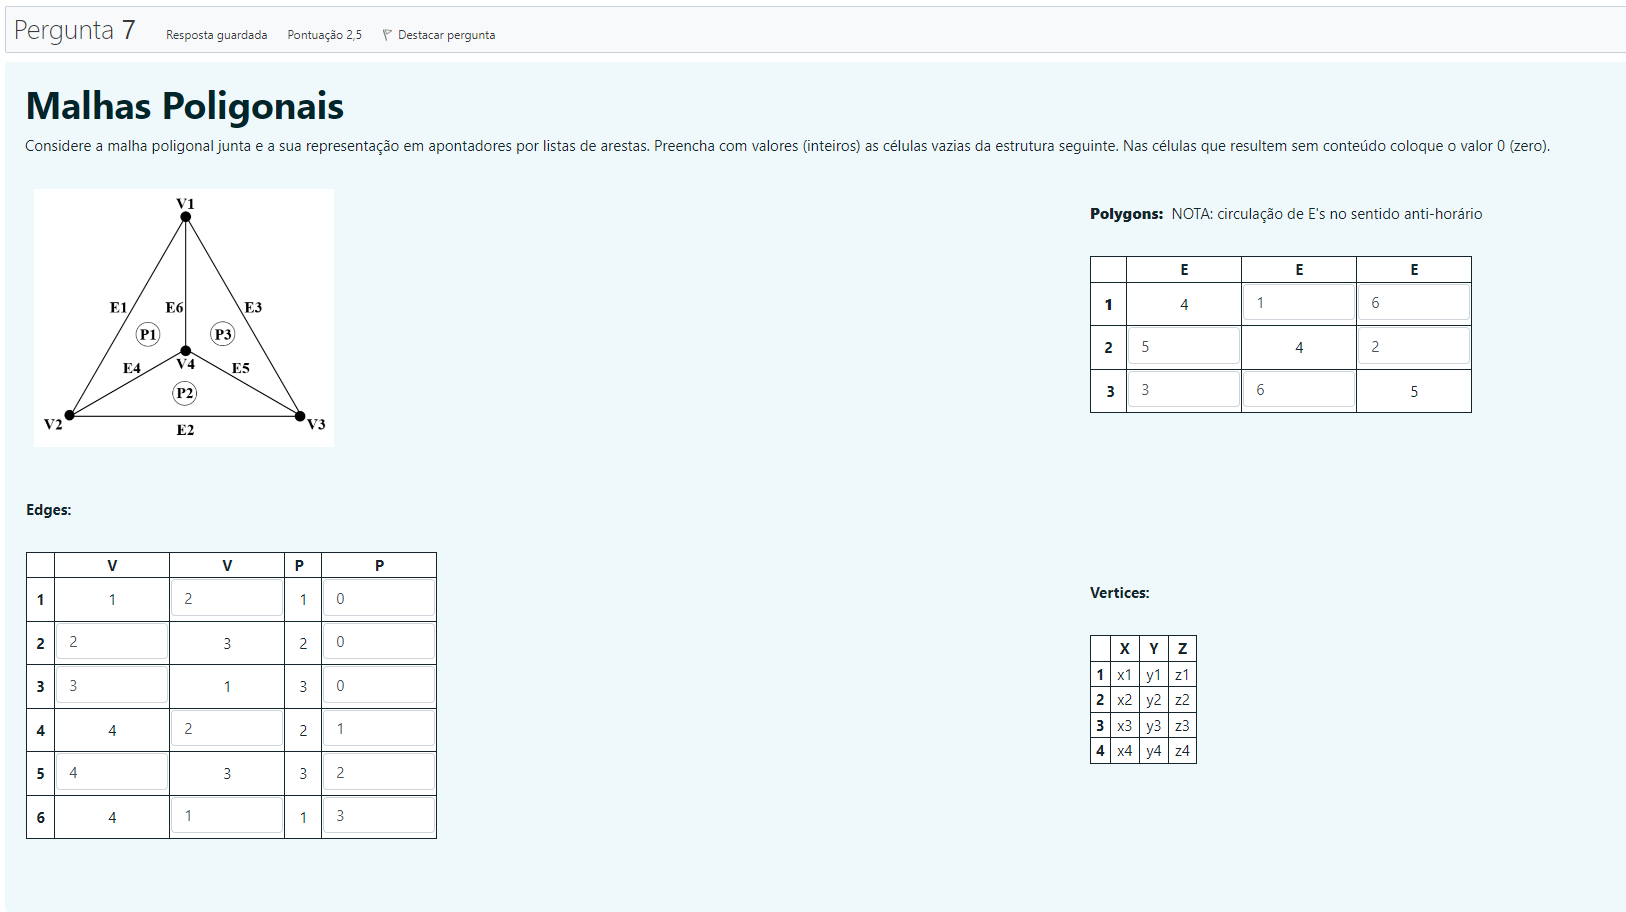 Pergunta 7 Resposta guardada Pontuação 2,5 Destacar pergunta
Malhas Poligonais
Considere a malha poligonal junta e a sua representação em apontadores por listas de arestas. Preencha com valores (inteiros) as células vazias da estrutura seguinte. Nas células que resultem sem conteúdo coloque o valor 0 (zero).
V1
E1 E6 E3
P1 P3
E4 V4 E5
P2
V2 V3
E2
Polygons: NOTA: circulação de E's no sentido anti-horário
E E E
1 4 1 6
2 5 4 2
3 3 6 5
Edges:
V V P P
1 1 2 1 0
2 2 3 2 0
3 3 1 3 0
4 4 2 2 1
5 4 3 3 2
6 4 1 1 3
Vertices:
X Y Z
1 x1 y1 z1
2 x2 y2 z2
3 x3 y3 z3
4 x4 y4 z4